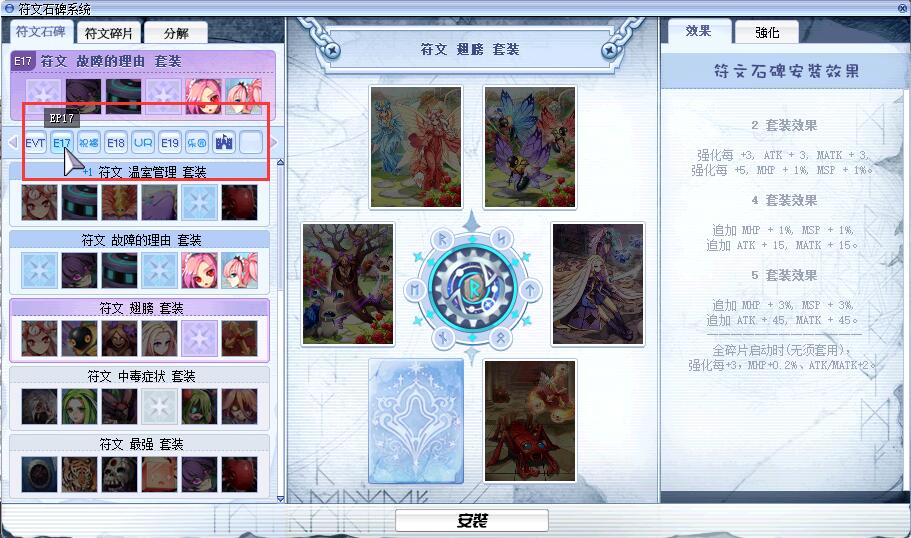 符文石碑系统
符文石碑 符文碎片 分解
E17 符文 故障的理由 套装
EP17
EVT E17 祝福 E18 UR E19 乐园
+1 符文 温室管理 套装
符文 故障的理由 套装
符文 翅膀 套装
符文 中毒症状 套装
符文 最强 套装
符文 翅膀 套装
安裝
效果 強化
符文石碑安裝效果
2 套装效果
强化每 +3, ATK + 3, MATK + 3,
强化每 +5, MHP + 1%, MSP + 1%。
4 套装效果
追加 MHP + 1%, MSP + 1%,
追加 ATK + 15, MATK + 15。
5 套装效果
追加 MHP + 3%, MSP + 3%,
追加 ATK + 45, MATK + 45。
全碎片启动时(无须套用),
强化每+3,MHP+0.2%、ATK/MATK+2。